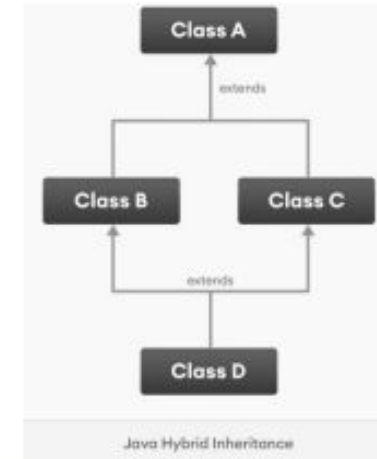 Class A
extends
Class B
Class C
extends
Class D
Java Hybrid Inheritance